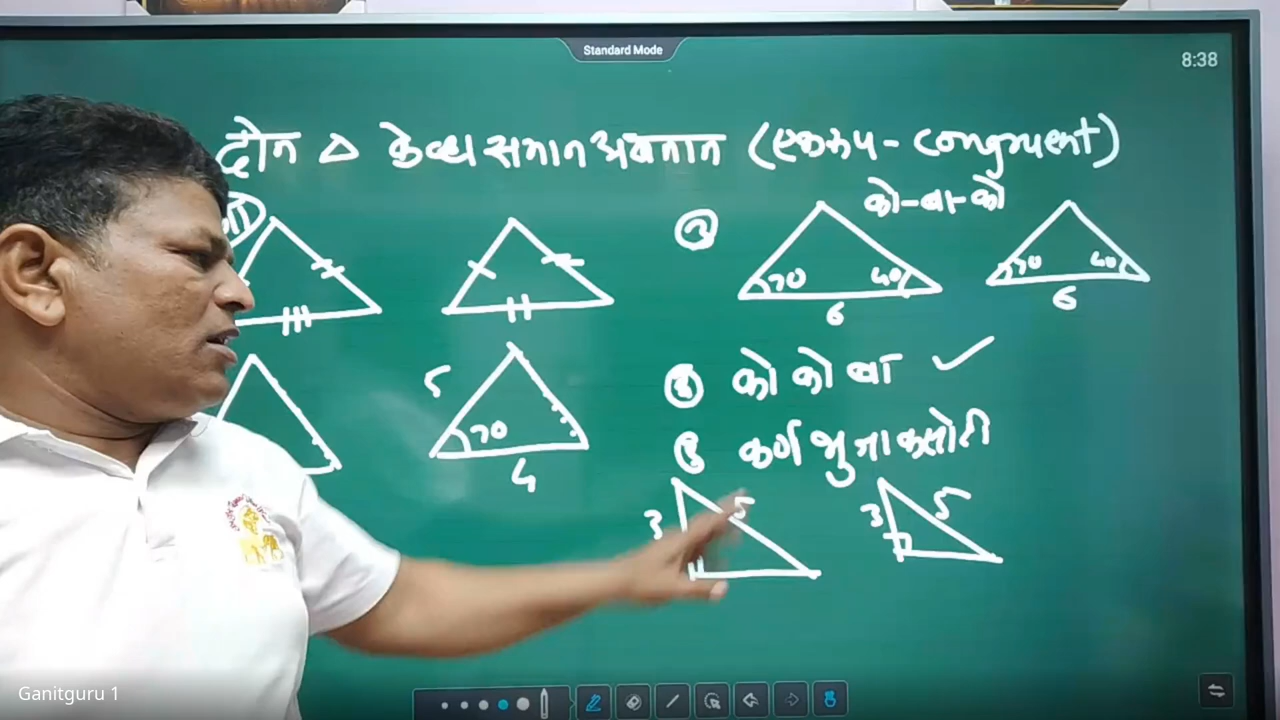 Standard Mode
8:38
दोन △ केव्हा समान असतात (एकरूप - congruent)
को-बा-को
70 40 6
70 40 6
5 70 4
को को बा ✓
कर्ण भुजा कसोटी
3 5
3 5
Ganitguru 1